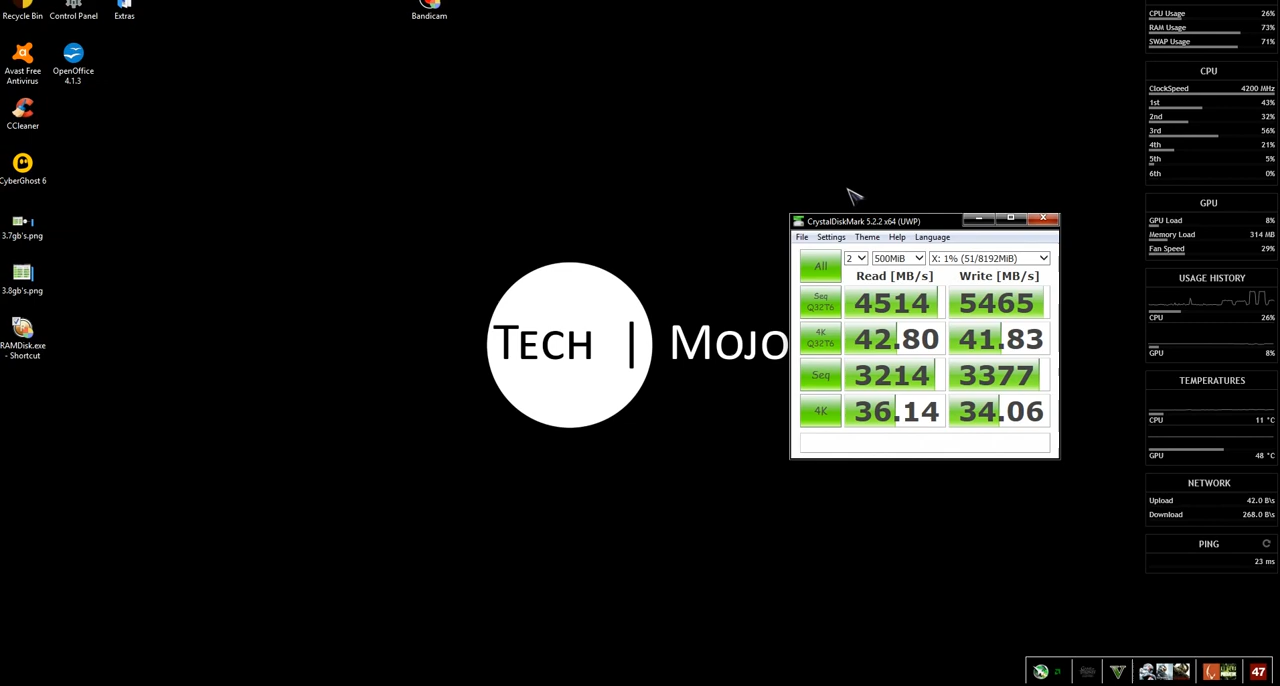 Recycle Bin
Control Panel
Extras
Bandicam
Avast Free
Antivirus
OpenOffice
4.1.3
CCleaner
CyberGhost 6
3.7gb's.png
3.8gb's.png
RAMDisk.exe
- Shortcut
TECH | MOJO
CrystalDiskMark 5.2.2 x64 (UWP)
File Settings Theme Help Language
All 2 500MiB X: 1% (51/8192MiB)
Read [MB/s] Write [MB/s]
Seq
Q32T6
4514 5465
4K
Q32T6
42.80 41.83
Seq 3214 3377
4K 36.14 34.06
CPU Usage 26%
RAM Usage 73%
SWAP Usage 71%
CPU
ClockSpeed 4200 MHz
1st 43%
2nd 32%
3rd 56%
4th 21%
5th 5%
6th 0%
GPU
GPU Load 8%
Memory Load 314 MB
Fan Speed 29%
USAGE HISTORY
CPU 26%
GPU 8%
TEMPERATURES
CPU 11 °C
GPU 48 °C
NETWORK
Upload 42.0 B\s
Download 268.0 B\s
PING
23 ms
V
47